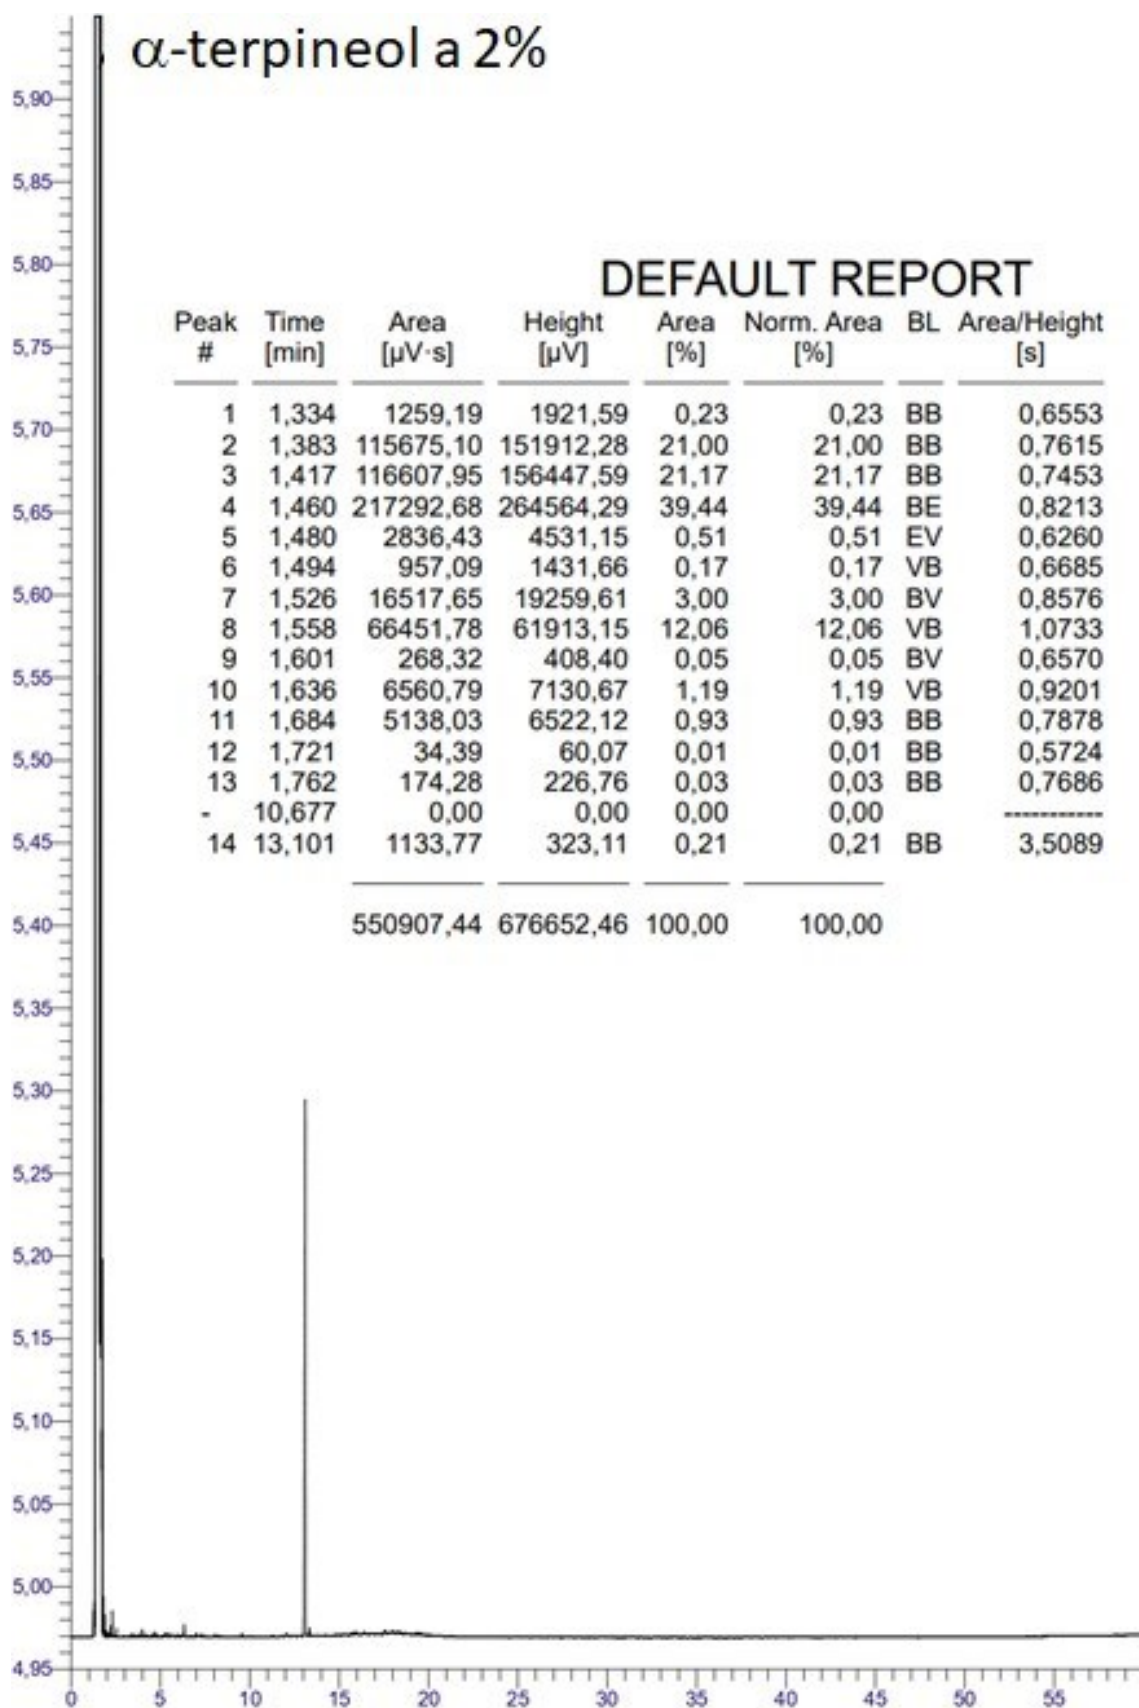 α-terpineol a 2%
5,90
5,85
5,80
DEFAULT REPORT
Peak Time Area Height Area Norm. Area BL Area/Height
# [min] [µV·s] [µV] [%] [%] [s]
5,75
1 1,334 1259,19 1921,59 0,23 0,23 BB 0,6553
5,70
2 1,383 115675,10 151912,28 21,00 21,00 BB 0,7615
3 1,417 116607,95 156447,59 21,17 21,17 BB 0,7453
4 1,460 217292,68 264564,29 39,44 39,44 BE 0,8213
5,65
5 1,480 2836,43 4531,15 0,51 0,51 EV 0,6260
6 1,494 957,09 1431,66 0,17 0,17 VB 0,6685
5,60
7 1,526 16517,65 19259,61 3,00 3,00 BV 0,8576
8 1,558 66451,78 61913,15 12,06 12,06 VB 1,0733
9 1,601 268,32 408,40 0,05 0,05 BV 0,6570
5,55
10 1,636 6560,79 7130,67 1,19 1,19 VB 0,9201
11 1,684 5138,03 6522,12 0,93 0,93 BB 0,7878
12 1,721 34,39 60,07 0,01 0,01 BB 0,5724
5,50
13 1,762 174,28 226,76 0,03 0,03 BB 0,7686
- 10,677 0,00 0,00 0,00 0,00 -----------
14 13,101 1133,77 323,11 0,21 0,21 BB 3,5089
5,45
550907,44 676652,46 100,00 100,00
5,40
5,35
5,30
5,25
5,20
5,15
5,10
5,05
5,00
4,95
0 5 10 15 20 25 30 35 40 45 50 55